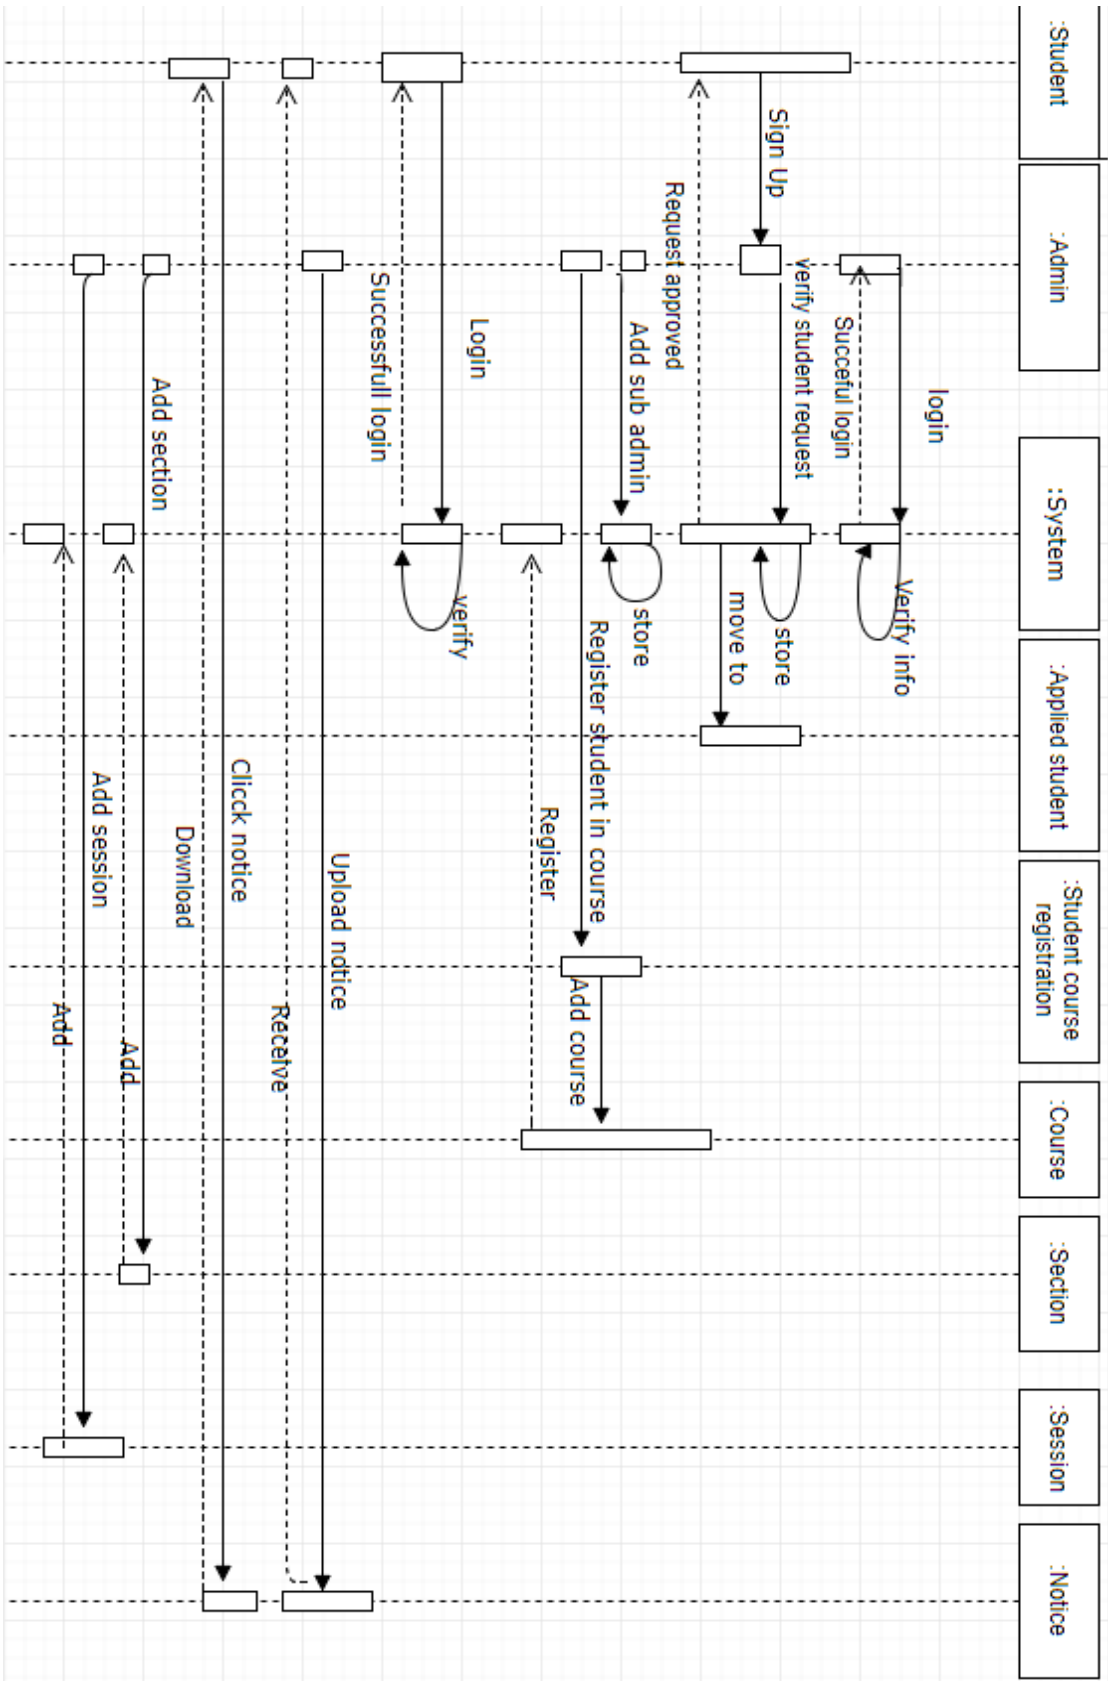 :Student
:Admin
:System
:Applied student
:Student course
registration
:Course
:Section
:Session
:Notice
login
Verify info
Succeful login
Sign Up
verify student request
store
move to
Request approved
Add sub admin
store
Register student in course
Add course
Register
Login
verify
Successfull login
Upload notice
Receive
Clicck notice
Download
Add section
Add
Add session
Add